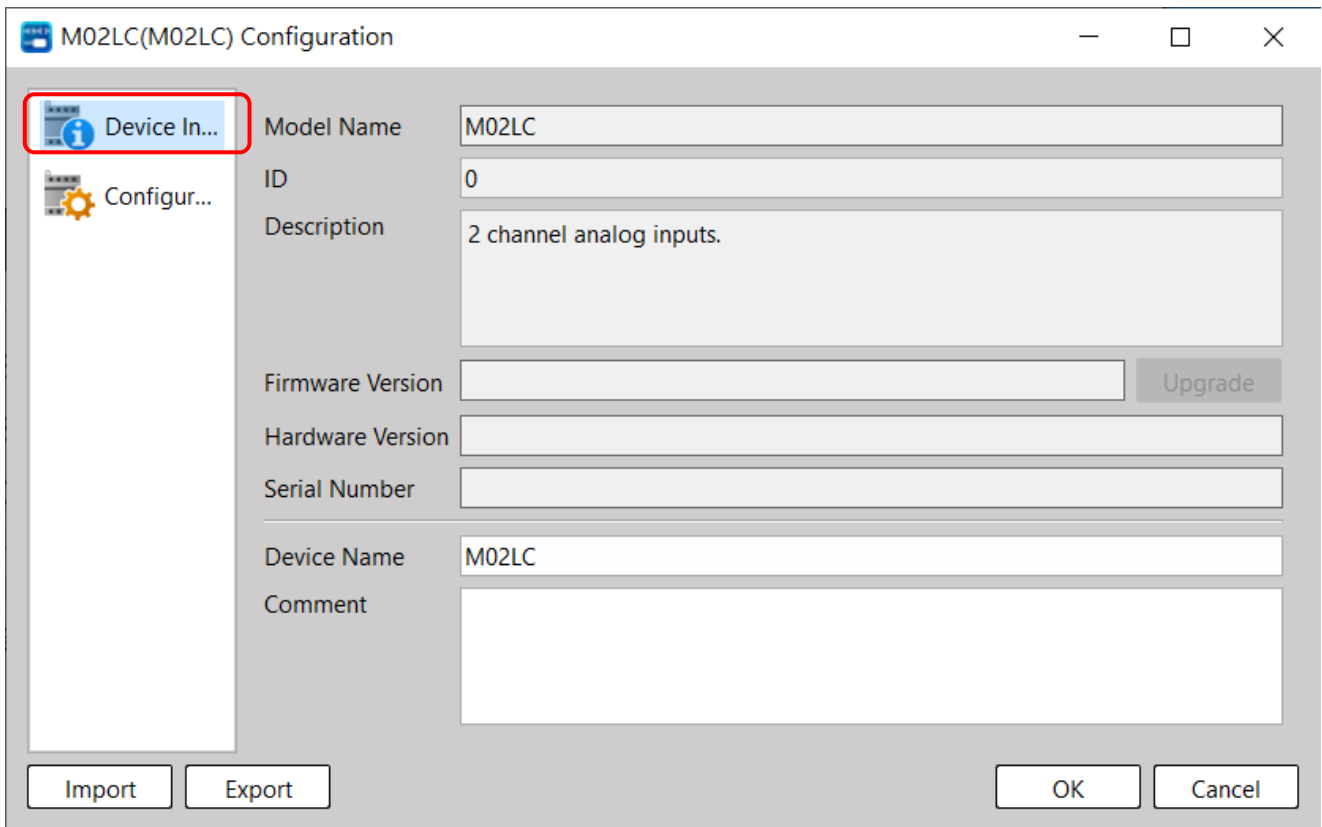 M02LC(M02LC) Configuration
Device In...
Configur...
Model Name M02LC
ID 0
Description 2 channel analog inputs.
Firmware Version Upgrade
Hardware Version
Serial Number
Device Name M02LC
Comment
Import Export OK Cancel